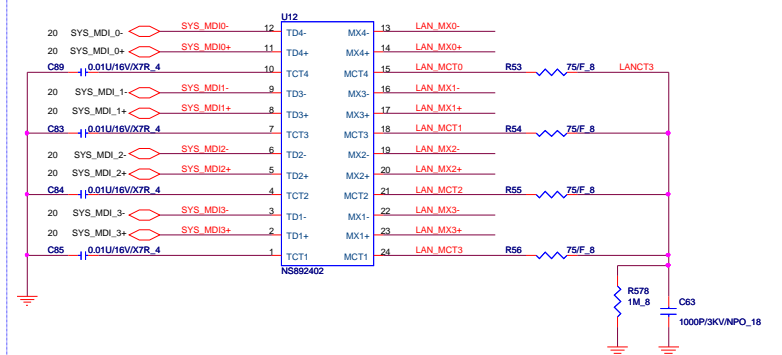 U12
20 SYS_MDI_0- SYS_MDI0- 12 TD4- MX4- 13 LAN_MX0-
20 SYS_MDI_0+ SYS_MDI0+ 11 TD4+ MX4+ 14 LAN_MX0+
C89 0.01U/16V/X7R_4 10 TCT4 MCT4 15 LAN_MCT0 R53 75/F_8 LANCT3
20 SYS_MDI_1- SYS_MDI1- 9 TD3- MX3- 16 LAN_MX1-
20 SYS_MDI_1+ SYS_MDI1+ 8 TD3+ MX3+ 17 LAN_MX1+
C83 0.01U/16V/X7R_4 7 TCT3 MCT3 18 LAN_MCT1 R54 75/F_8
20 SYS_MDI_2- SYS_MDI2- 6 TD2- MX2- 19 LAN_MX2-
20 SYS_MDI_2+ SYS_MDI2+ 5 TD2+ MX2+ 20 LAN_MX2+
C84 0.01U/16V/X7R_4 4 TCT2 MCT2 21 LAN_MCT2 R55 75/F_8
20 SYS_MDI_3- SYS_MDI3- 3 TD1- MX1- 22 LAN_MX3-
20 SYS_MDI_3+ SYS_MDI3+ 2 TD1+ MX1+ 23 LAN_MX3+
C85 0.01U/16V/X7R_4 1 TCT1 MCT1 24 LAN_MCT3 R56 75/F_8
NS892402
R578
1M_8
C63
1000P/3KV/NPO_18